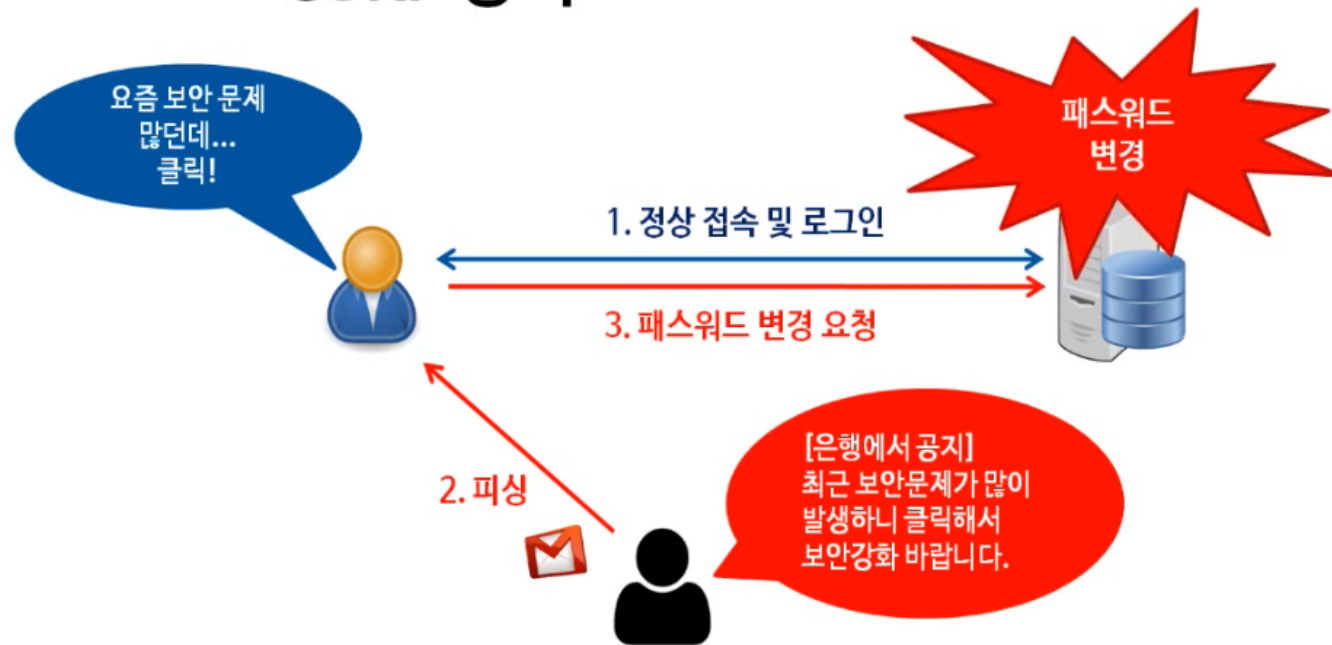 요즘 보안 문제
많던데...
클릭!
패스워드
변경
1. 정상 접속 및 로그인
3. 패스워드 변경 요청
2. 피싱
[은행에서 공지]
최근 보안문제가 많이
발생하니 클릭해서
보안강화 바랍니다.